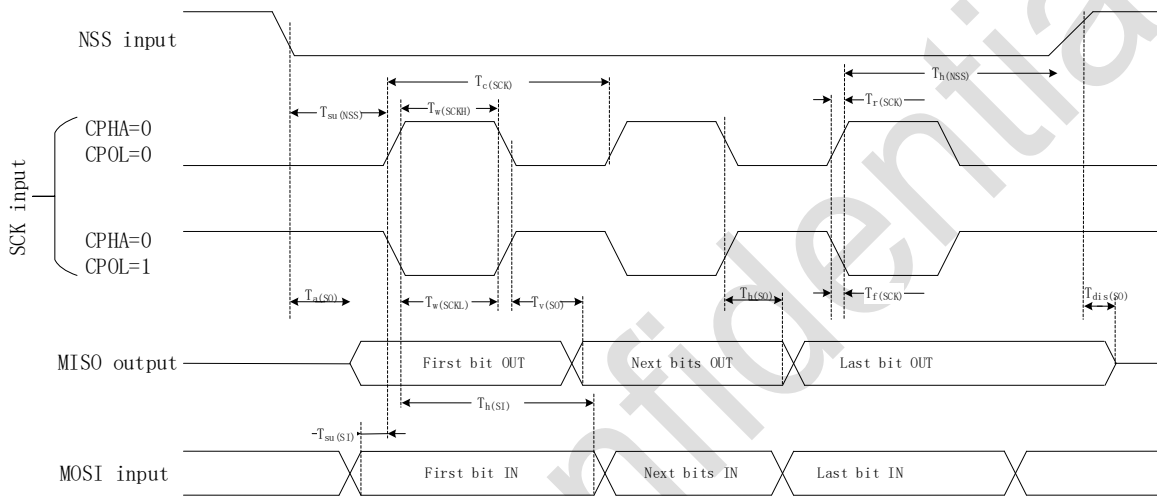 NSS input
Tc(SCK)
Th(NSS)
Tsu(NSS)
Tw(SCKH)
Tr(SCK)
CPHA=0
CPOL=0
SCK input
CPHA=0
CPOL=1
Ta(SO)
Tw(SCKL)
Tv(SO)
Th(SO)
Tf(SCK)
Tdis(SO)
MISO output
First bit OUT
Next bits OUT
Last bit OUT
Th(SI)
Tsu(SI)
MOSI input
First bit IN
Next bits IN
Last bit IN
nfidentia